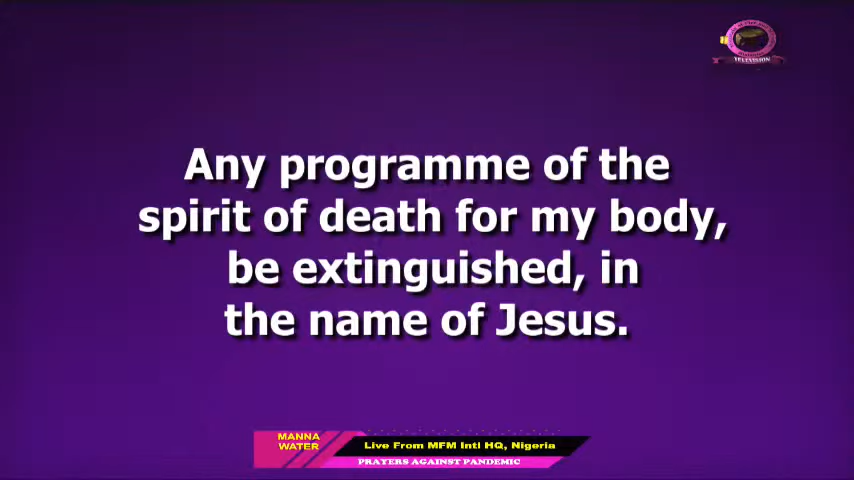 TELEVISION
Any programme of the
spirit of death for my body,
be extinguished, in
the name of Jesus.
MANNA
WATER
Live From MFM Intl HQ, Nigeria
PRAYERS AGAINST PANDEMIC